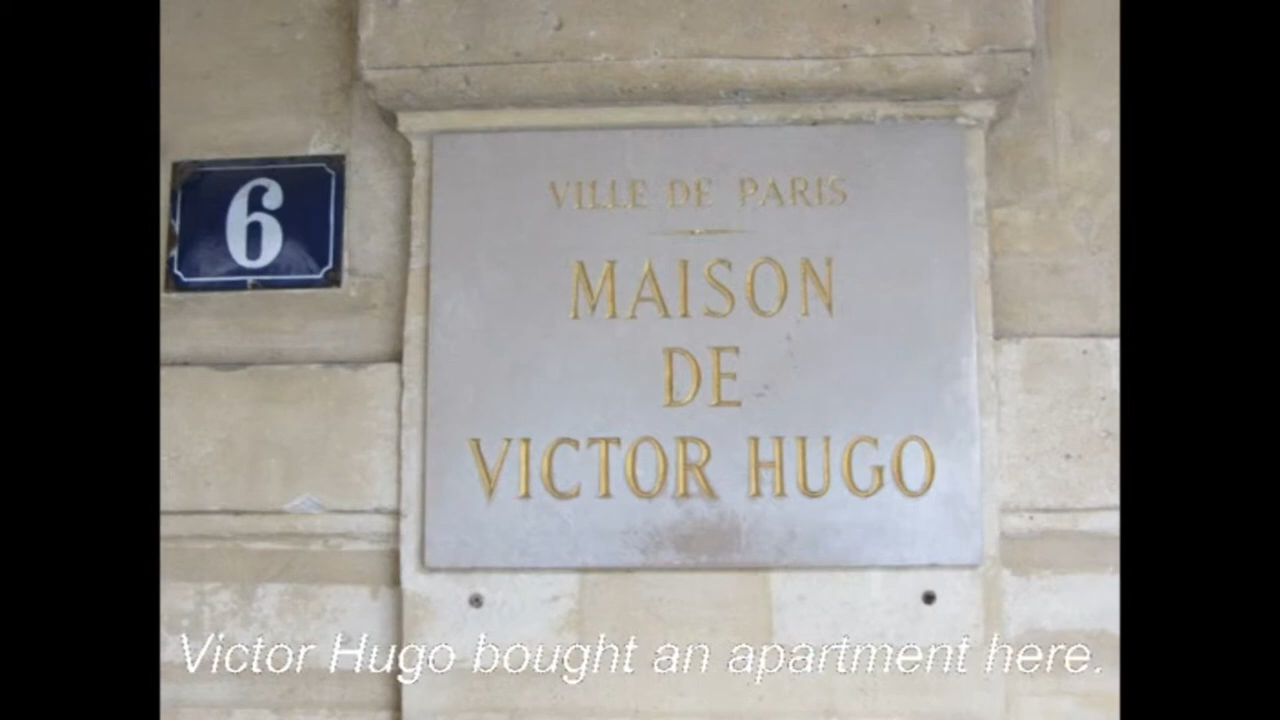 6
VILLE DE PARIS
MAISON
DE
VICTOR HUGO
Victor Hugo bought an apartment here.